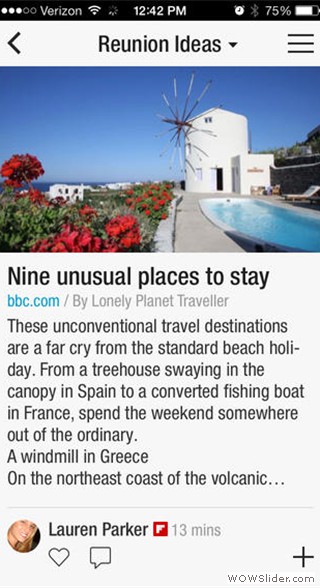 Verizon 12:42 PM 75%
Reunion Ideas
Nine unusual places to stay
bbc.com / By Lonely Planet Traveller
These unconventional travel destinations
are a far cry from the standard beach holi-
day. From a treehouse swaying in the
canopy in Spain to a converted fishing boat
in France, spend the weekend somewhere
out of the ordinary.
A windmill in Greece
On the northeast coast of the volcanic…
Lauren Parker 13 mins
WOWSlider.com